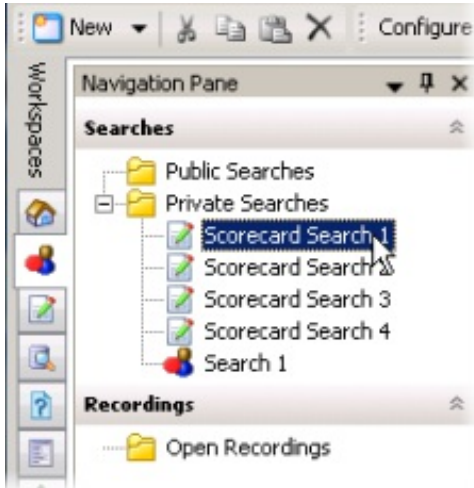 New Configure
Workspaces
Navigation Pane
Searches
Public Searches
Private Searches
Scorecard Search 1
Scorecard Search 2
Scorecard Search 3
Scorecard Search 4
Search 1
Recordings
Open Recordings